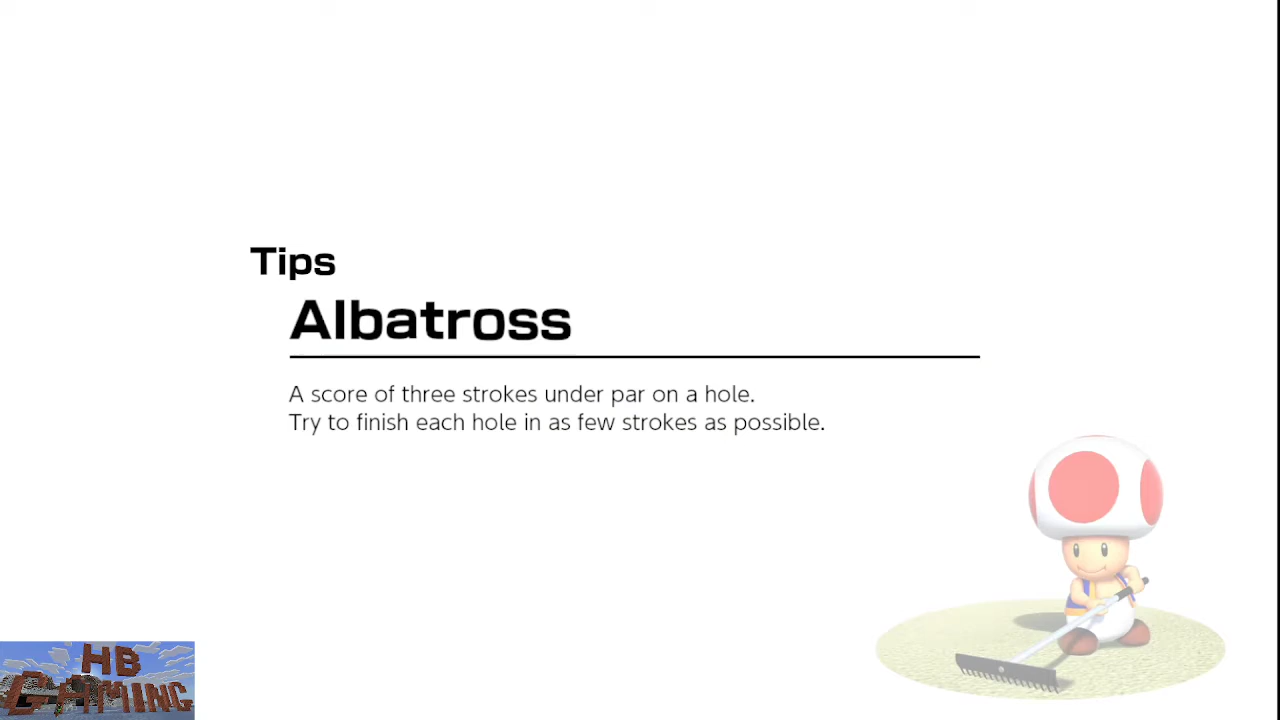 Tips
Albatross
A score of three strokes under par on a hole.
Try to finish each hole in as few strokes as possible.
HB
GAMING